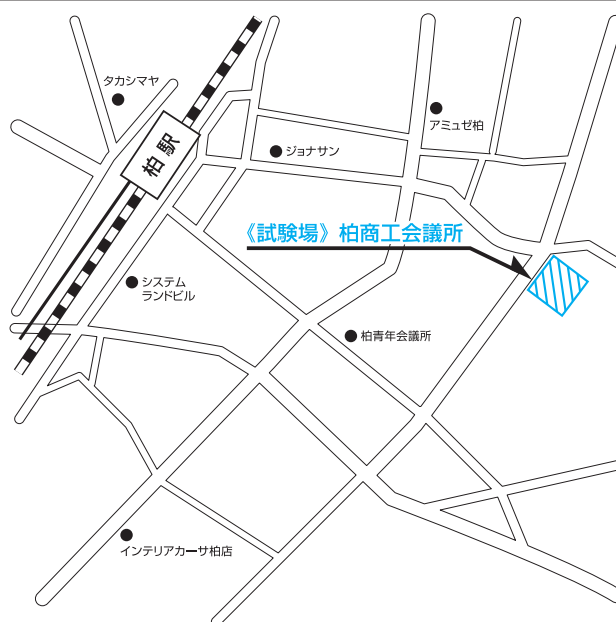 タカシマヤ
柏駅
ジョナサン
アミュゼ柏
《試験場》柏商工会議所
システム
ランドビル
柏青年会議所
インテリアカーサ柏店